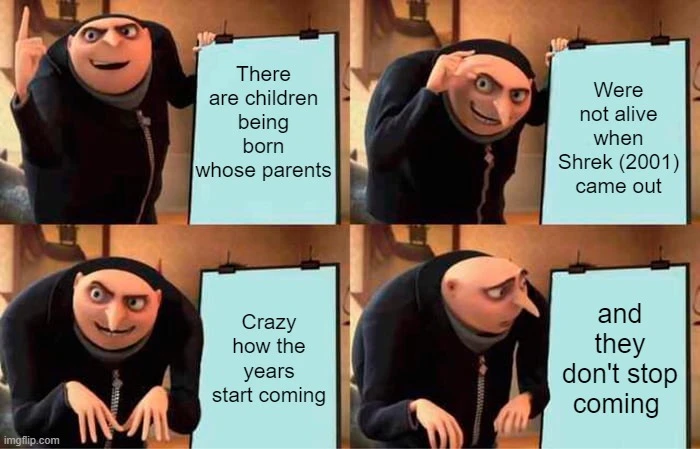 There
are children
being
born
whose parents
Were
not alive
when
Shrek (2001)
came out
Crazy
how the
years
start coming
and
they
don't stop
coming
imgflip.com